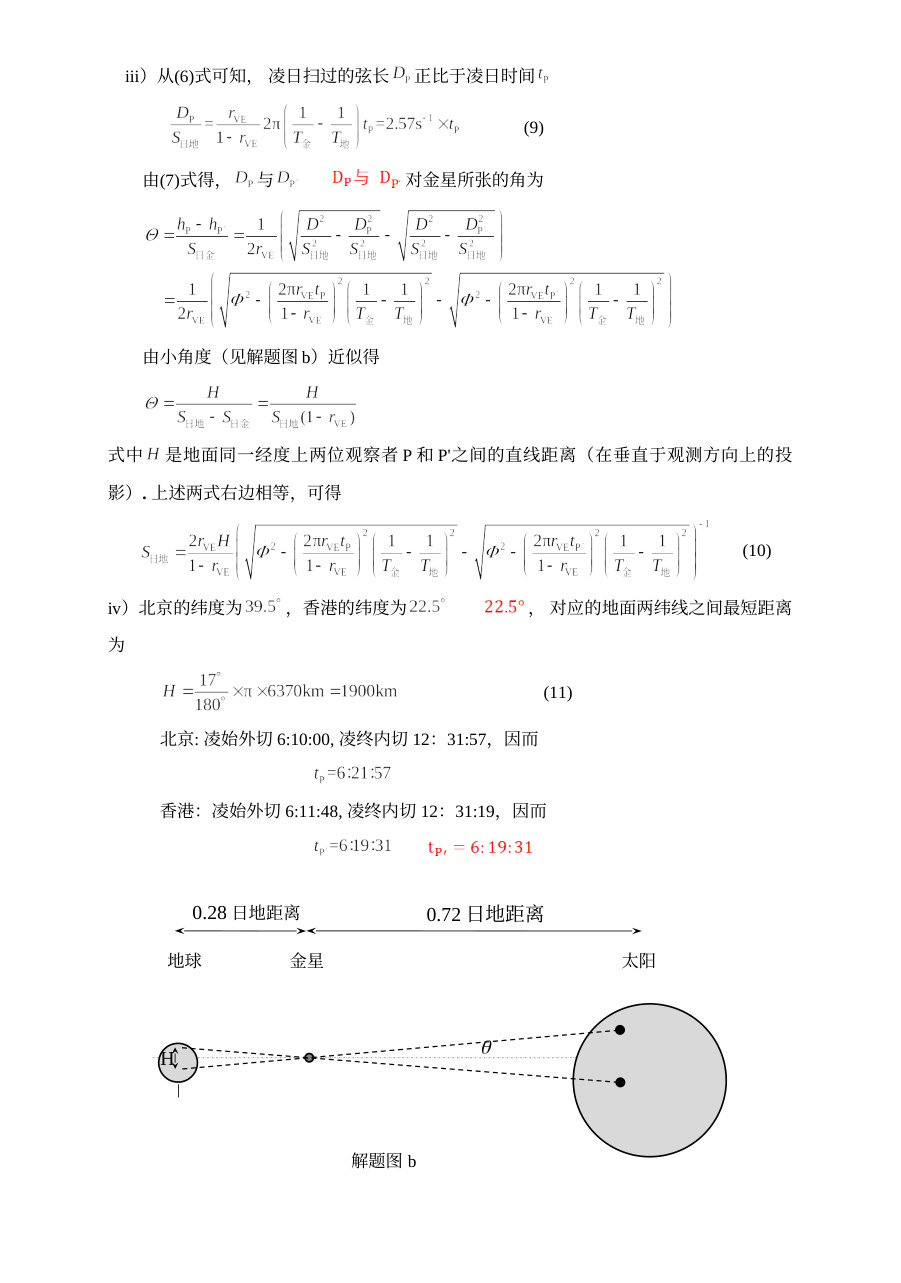 iii）从(6)式可知， 凌日扫过的弦长 D_P 正比于凌日时间 t_P
D_P/S_日地 = r_VE/(1 - r_VE) 2π(1/T_金 - 1/T_地) t_P = 2.57s^-1 × t_P (9)
由(7)式得， D_P 与 D_P' D_P 与 D_P' 对金星所张的角为
Θ = (h_P - h_P')/S_日金 = 1/(2r_VE) (√(D^2/S_日地^2 - D_P^2/S_日地^2) - √(D^2/S_日地^2 - D_P'^2/S_日地^2))
= 1/(2r_VE) (√(Φ^2 - (2πr_VE t_P/(1 - r_VE))^2 (1/T_金 - 1/T_地)^2) - √(Φ^2 - (2πr_VE t_P/(1 - r_VE))^2 (1/T_金 - 1/T_地)^2))
由小角度（见解题图 b）近似得
Θ = H/(S_日地 - S_日金) = H/(S_日地(1 - r_VE))
式中 H 是地面同一经度上两位观察者 P 和 P'之间的直线距离（在垂直于观测方向上的投
影）. 上述两式右边相等，可得
S_日地 = 2r_VE H/(1 - r_VE) (√(Φ^2 - (2πr_VE t_P/(1 - r_VE))^2 (1/T_金 - 1/T_地)^2) - √(Φ^2 - (2πr_VE t_P/(1 - r_VE))^2 (1/T_金 - 1/T_地)^2))^-1 (10)
iv）北京的纬度为 39.5° ，香港的纬度为 22.5° 22.5° ， 对应的地面两纬线之间最短距离
为
H = 17°/180° × π × 6370km = 1900km (11)
北京: 凌始外切 6:10:00, 凌终内切 12：31:57，因而
t_P = 6:21:57
香港：凌始外切 6:11:48, 凌终内切 12：31:19，因而
t_P = 6:19:31 t_P′ = 6:19:31
0.28 日地距离 0.72 日地距离
地球 金星 太阳
H θ
解题图 b